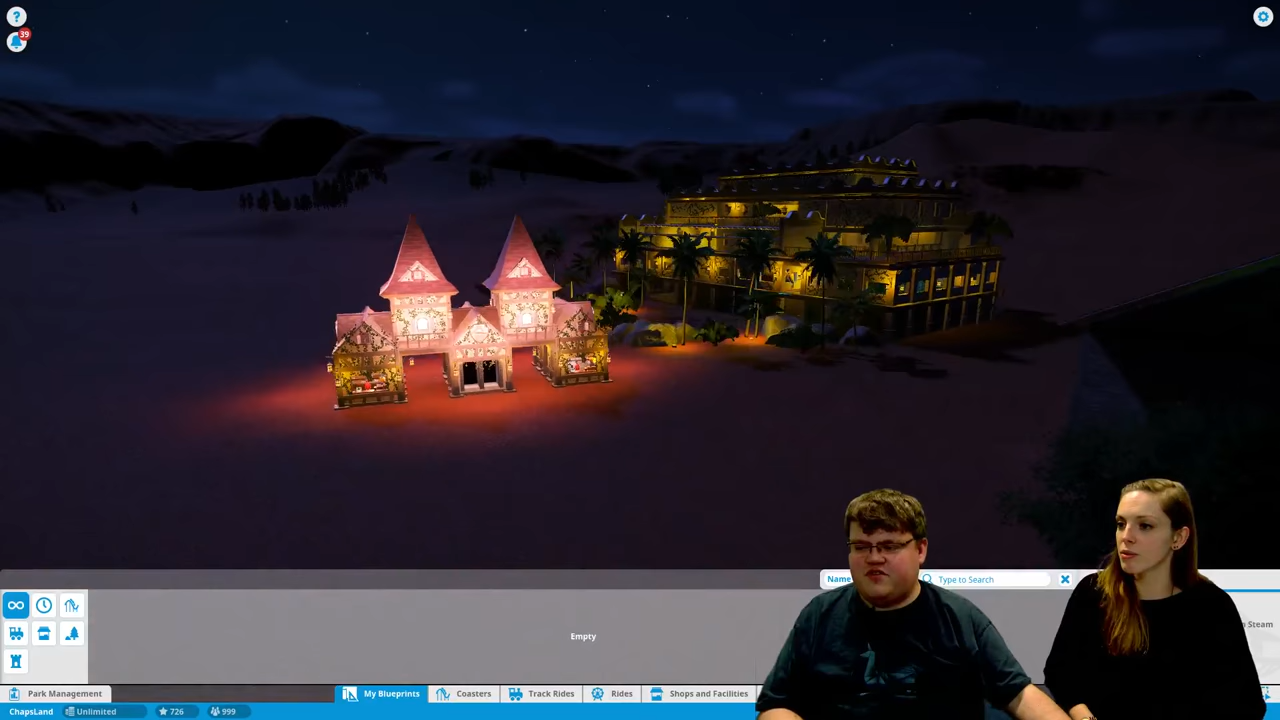 ?
39
Name
Type to Search
Empty
Steam
Park Management
My Blueprints
Coasters
Track Rides
Rides
Shops and Facilities
ChapsLand
Unlimited
726
999